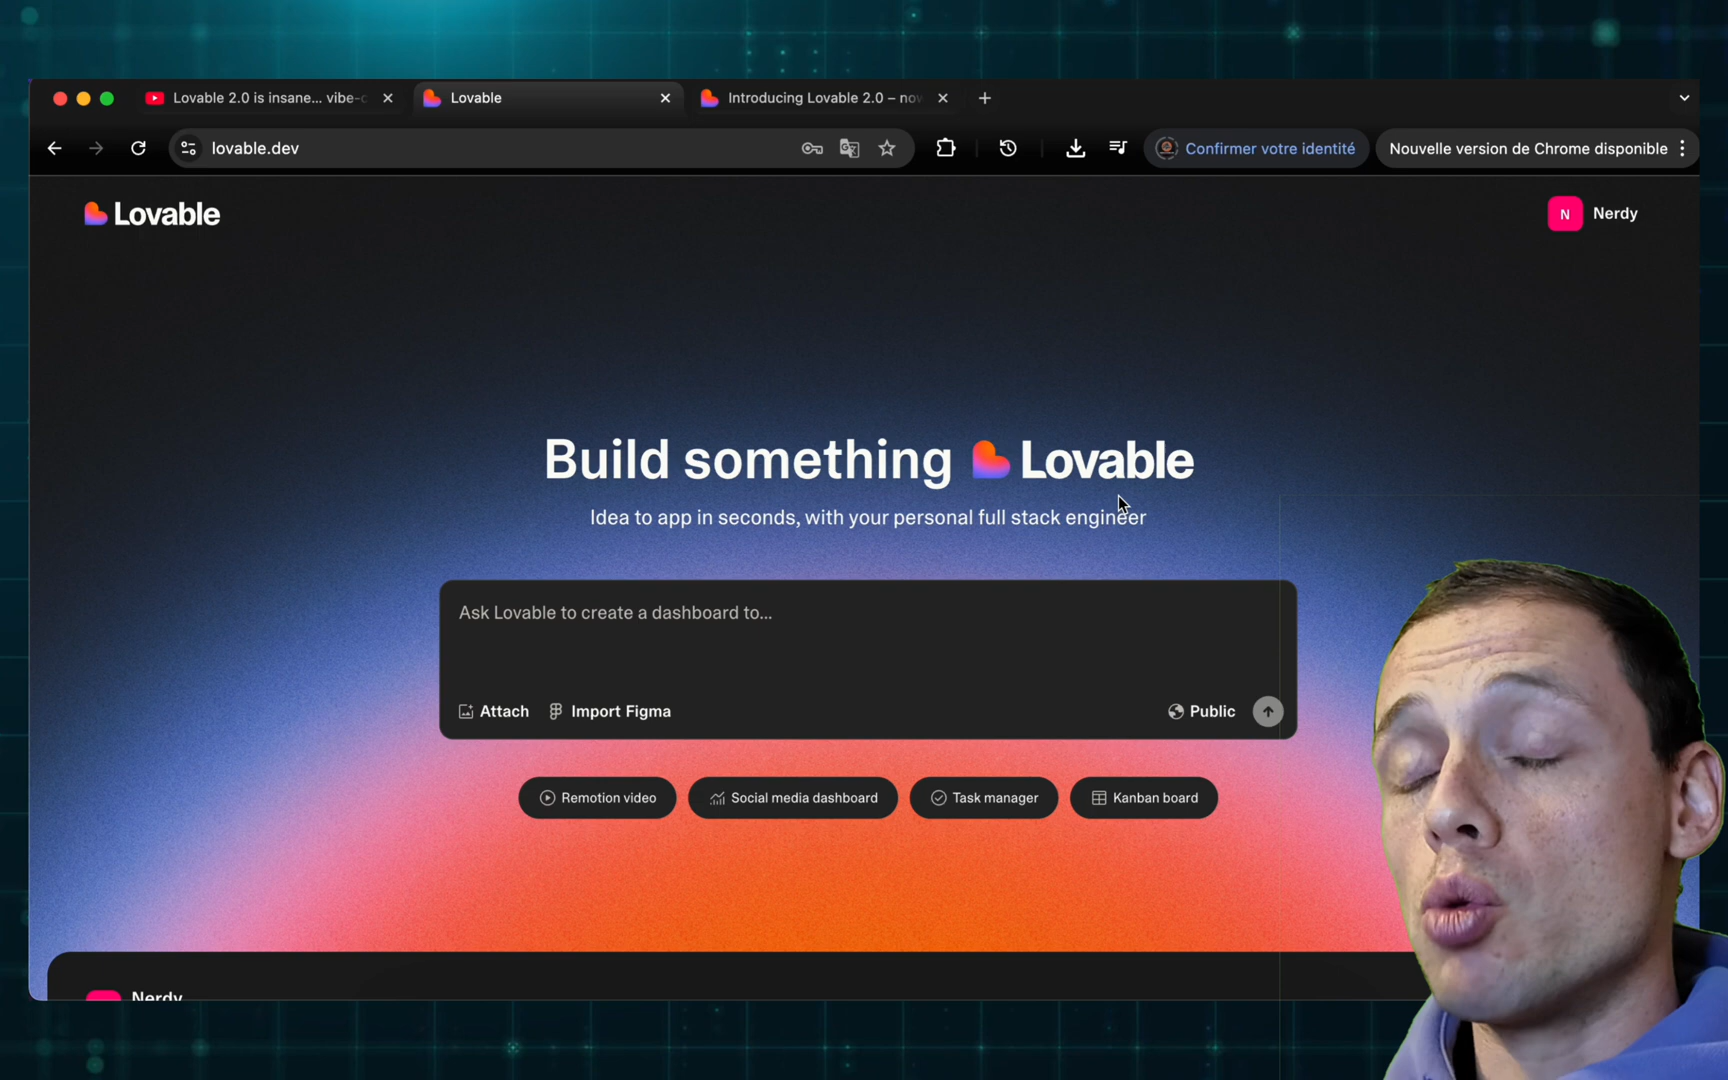 Lovable 2.0 is insane... vibe-c
Lovable
Introducing Lovable 2.0 – nov
lovable.dev
Confirmer votre identité
Nouvelle version de Chrome disponible
Lovable
N
Nerdy
Build something Lovable
Idea to app in seconds, with your personal full stack engineer
Ask Lovable to create a dashboard to...
Attach
Import Figma
Public
Remotion video
Social media dashboard
Task manager
Kanban board
Nerdy